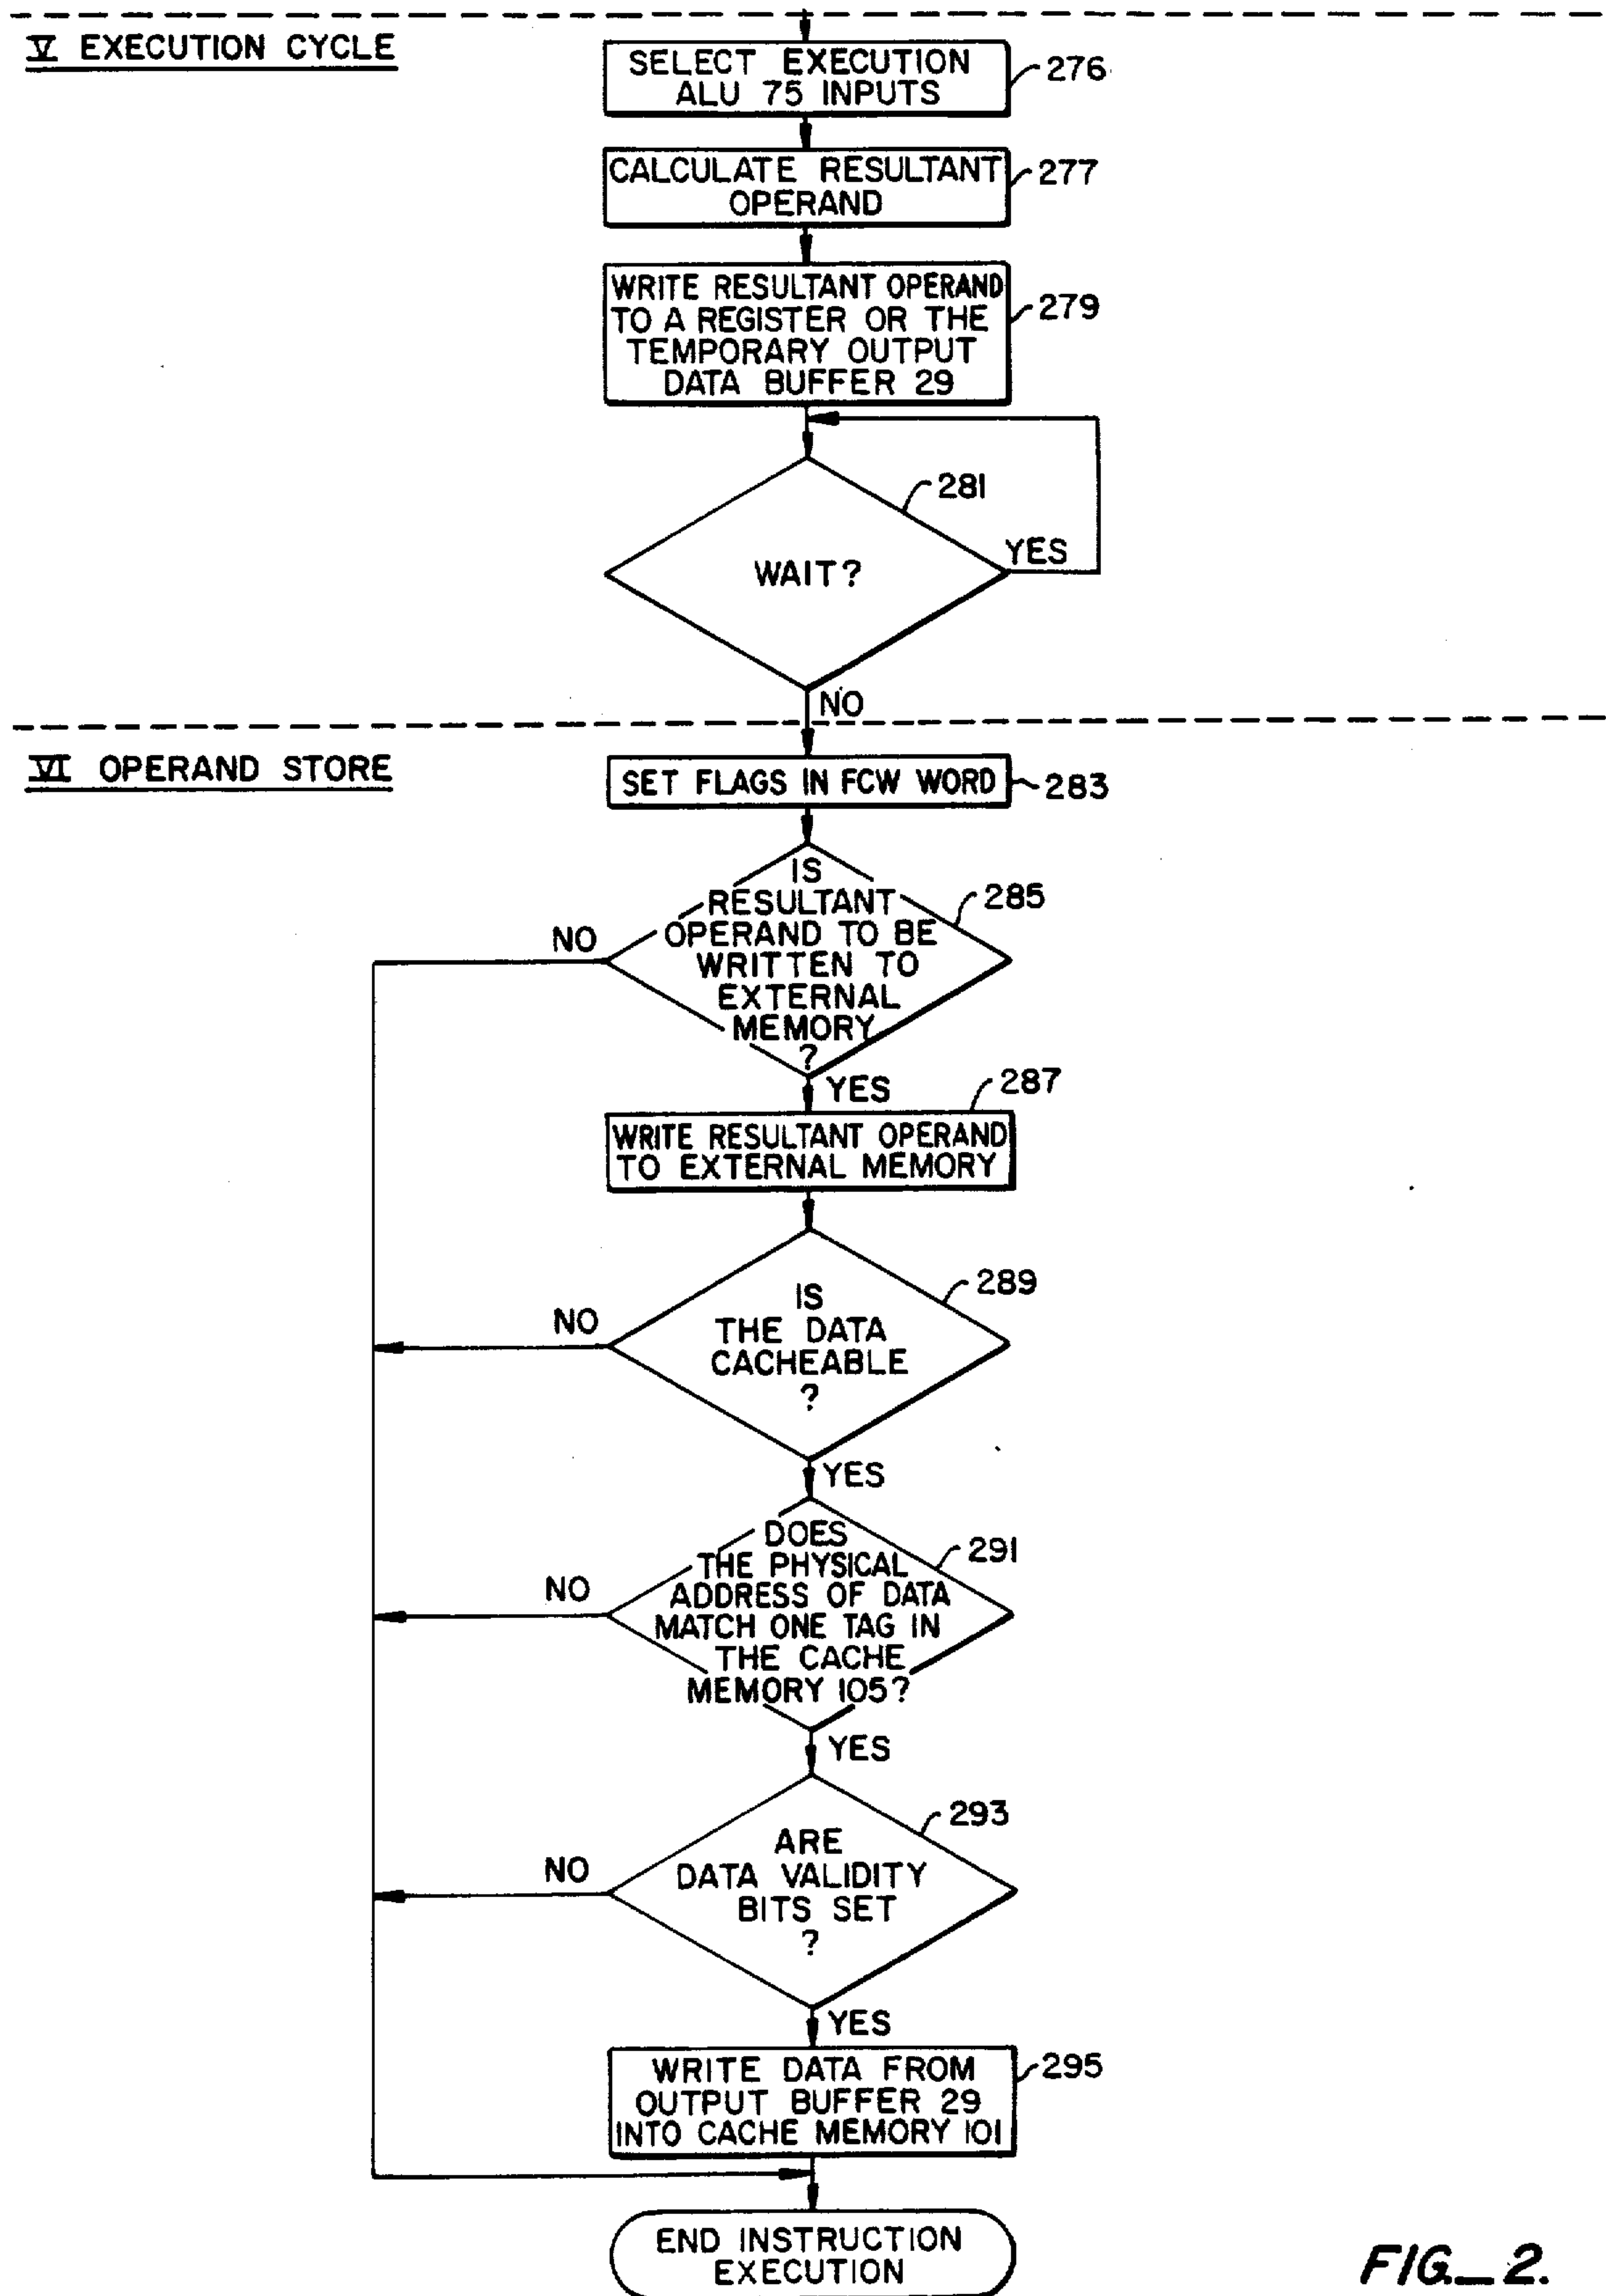 V EXECUTION CYCLE
SELECT EXECUTION
ALU 75 INPUTS
276
CALCULATE RESULTANT
OPERAND
277
WRITE RESULTANT OPERAND
TO A REGISTER OR THE
TEMPORARY OUTPUT
DATA BUFFER 29
279
281
WAIT?
YES
NO
VI OPERAND STORE
SET FLAGS IN FCW WORD
283
IS
RESULTANT
OPERAND TO BE
WRITTEN TO
EXTERNAL
MEMORY
?
285
NO
YES
287
WRITE RESULTANT OPERAND
TO EXTERNAL MEMORY
289
IS
THE DATA
CACHEABLE
?
NO
YES
DOES
THE PHYSICAL
ADDRESS OF DATA
MATCH ONE TAG IN
THE CACHE
MEMORY 105?
291
NO
YES
293
ARE
DATA VALIDITY
BITS SET
?
NO
YES
WRITE DATA FROM
OUTPUT BUFFER 29
INTO CACHE MEMORY 101
295
END INSTRUCTION
EXECUTION
FIG._2.